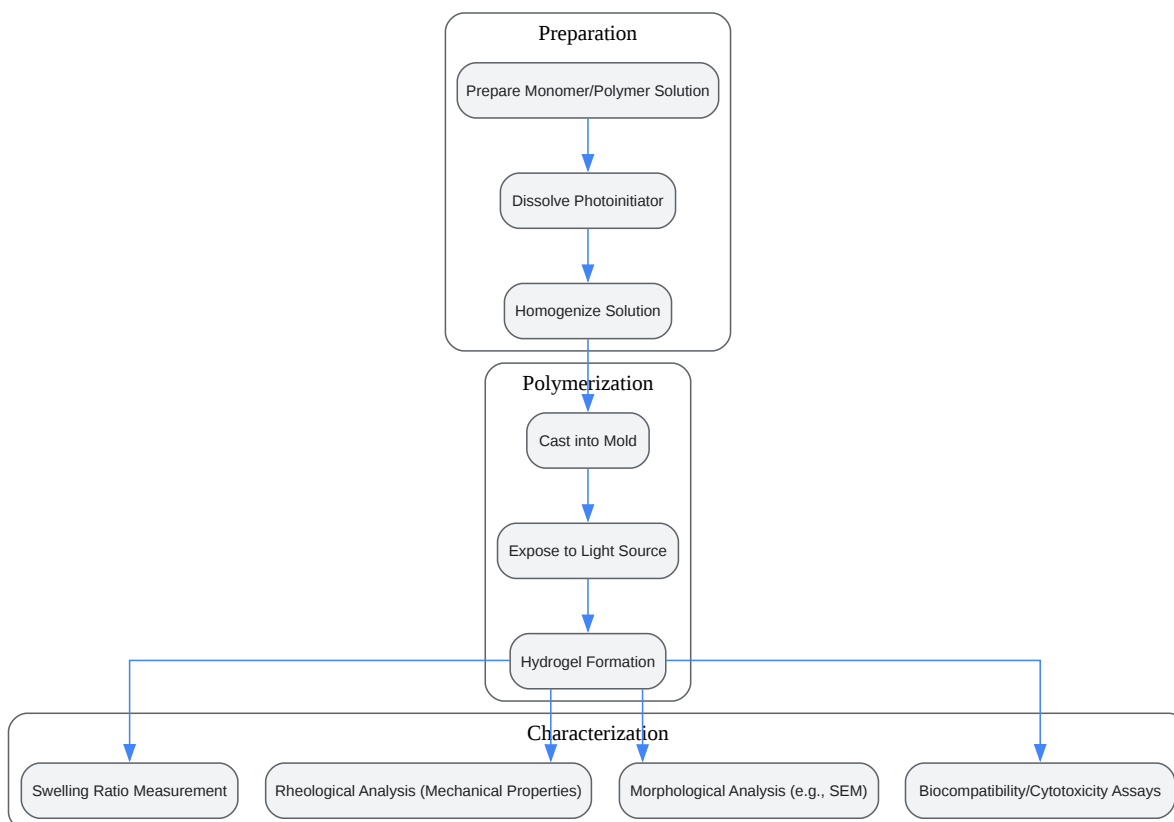 Preparation
Prepare Monomer/Polymer Solution
Dissolve Photoinitiator
Homogenize Solution
Polymerization
Cast into Mold
Expose to Light Source
Hydrogel Formation
Characterization
Swelling Ratio Measurement
Rheological Analysis (Mechanical Properties)
Morphological Analysis (e.g., SEM)
Biocompatibility/Cytotoxicity Assays